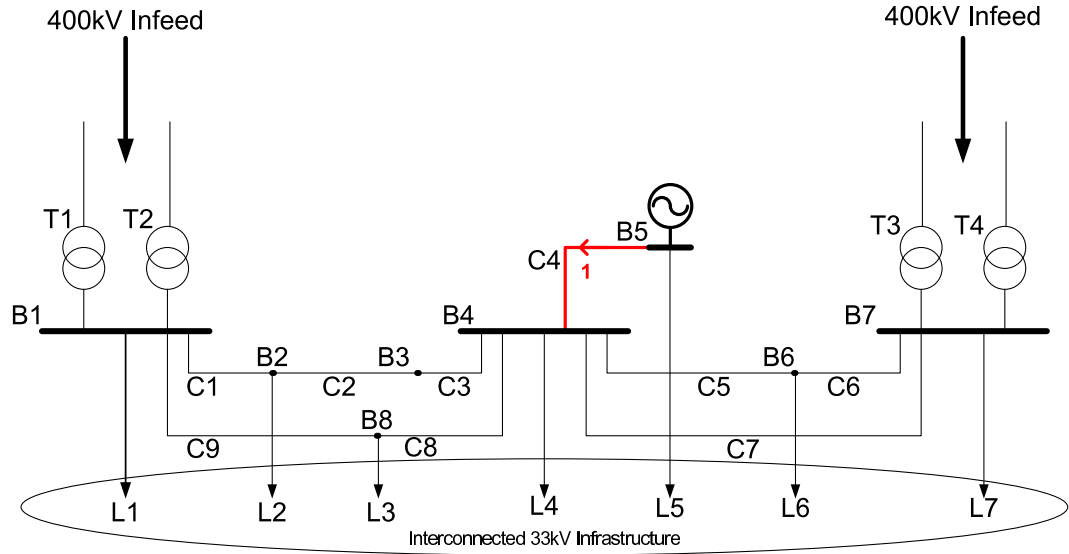 400kV Infeed
400kV Infeed
T1
T2
T3
T4
B5
C4
1
B1
B4
B7
B2
B3
B6
C1
C2
C3
C5
C6
B8
C9
C8
C7
L1
L2
L3
L4
L5
L6
L7
Interconnected 33kV Infrastructure